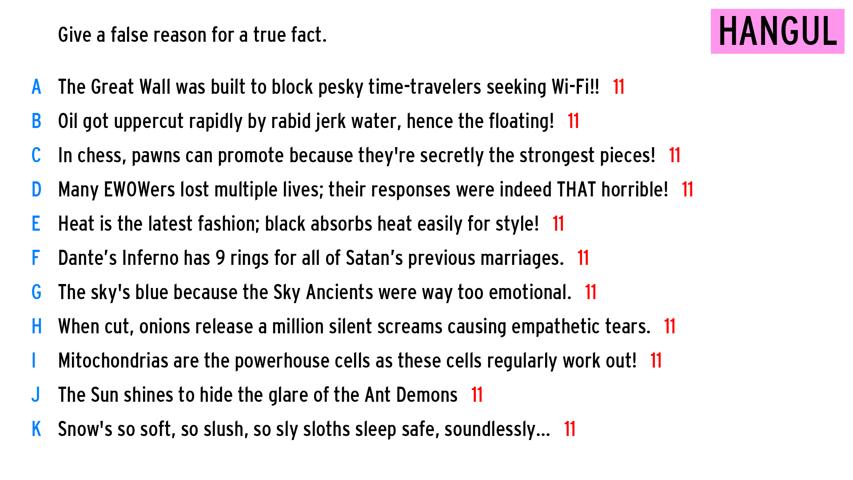 Give a false reason for a true fact.
HANGUL
A The Great Wall was built to block pesky time-travelers seeking Wi-Fi!! 11
B Oil got uppercut rapidly by rabid jerk water, hence the floating! 11
C In chess, pawns can promote because they're secretly the strongest pieces! 11
D Many EWOWers lost multiple lives; their responses were indeed THAT horrible! 11
E Heat is the latest fashion; black absorbs heat easily for style! 11
F Dante’s Inferno has 9 rings for all of Satan’s previous marriages. 11
G The sky's blue because the Sky Ancients were way too emotional. 11
H When cut, onions release a million silent screams causing empathetic tears. 11
I Mitochondrias are the powerhouse cells as these cells regularly work out! 11
J The Sun shines to hide the glare of the Ant Demons 11
K Snow's so soft, so slush, so sly sloths sleep safe, soundlessly... 11